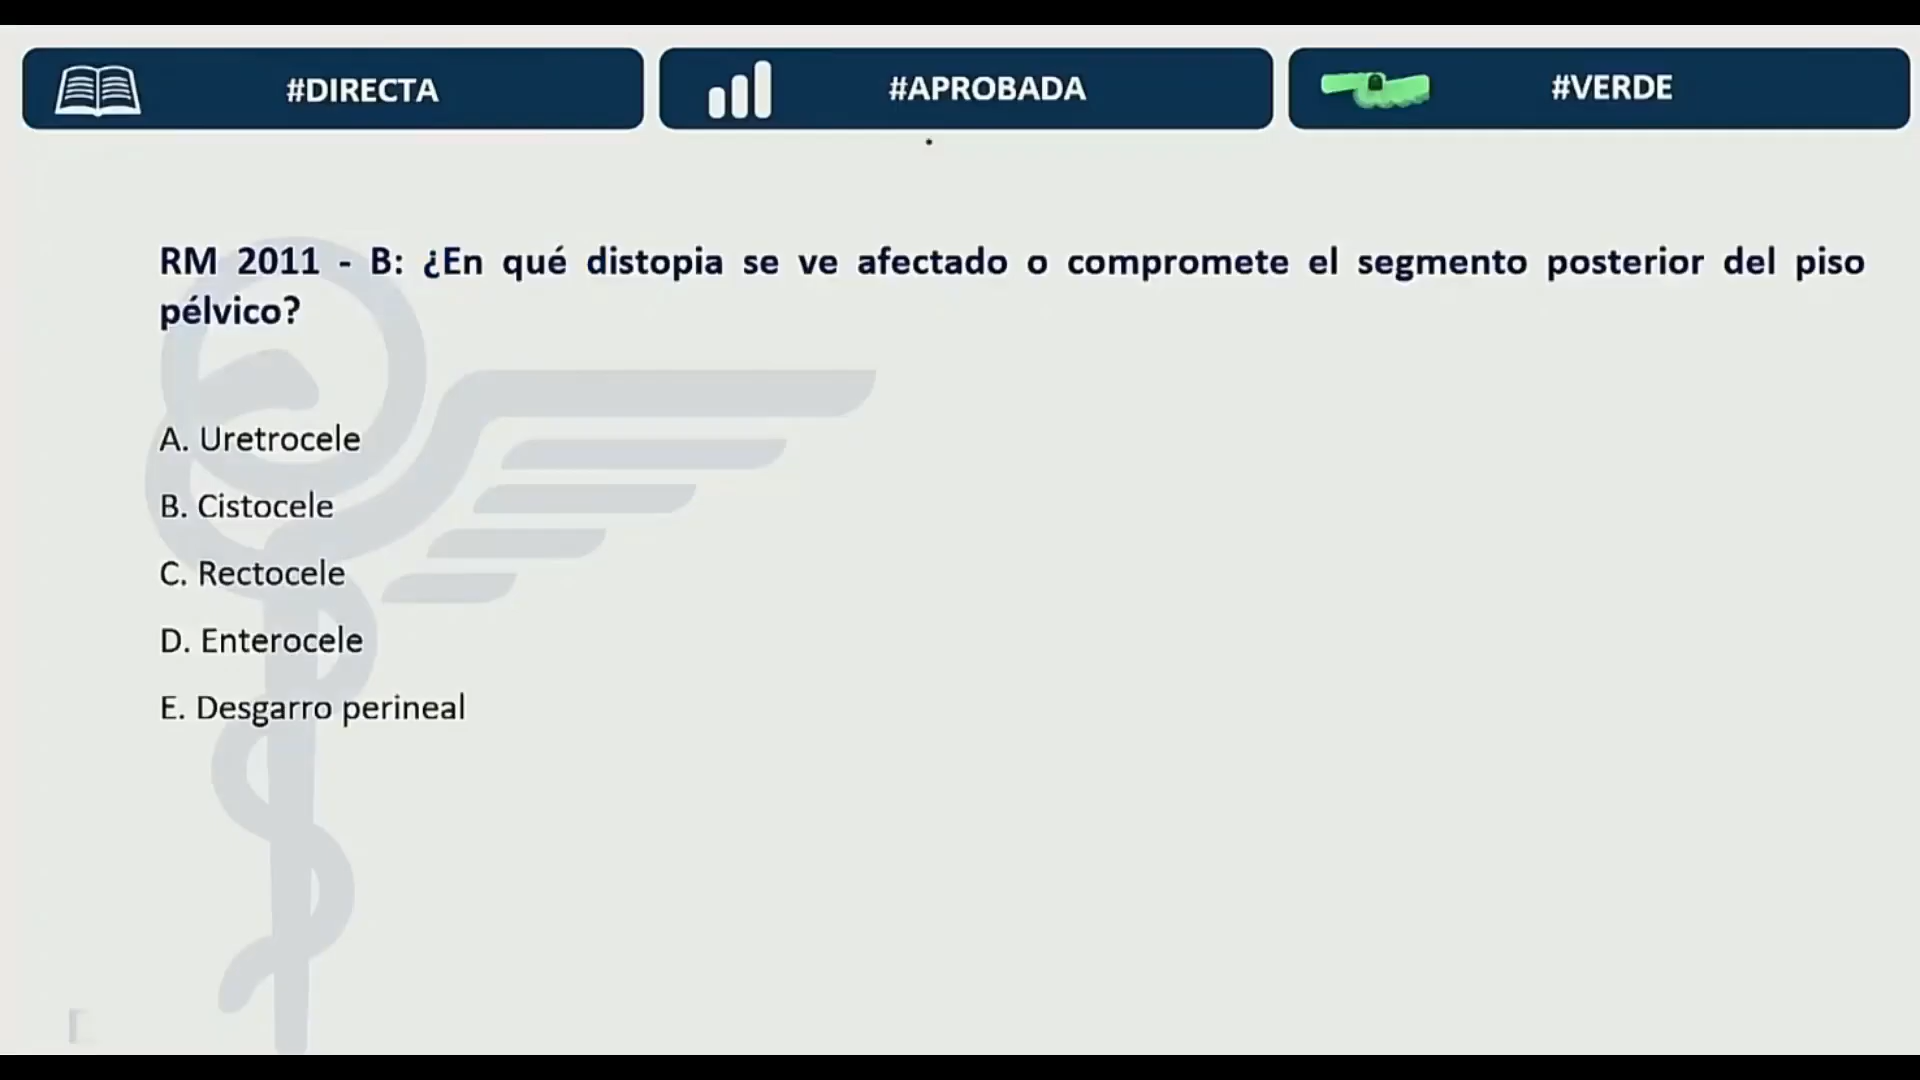 #DIRECTA
#APROBADA
#VERDE
RM 2011 - B: ¿En qué distopia se ve afectado o compromete el segmento posterior del piso
pélvico?
A. Uretrocele
B. Cistocele
C. Rectocele
D. Enterocele
E. Desgarro perineal